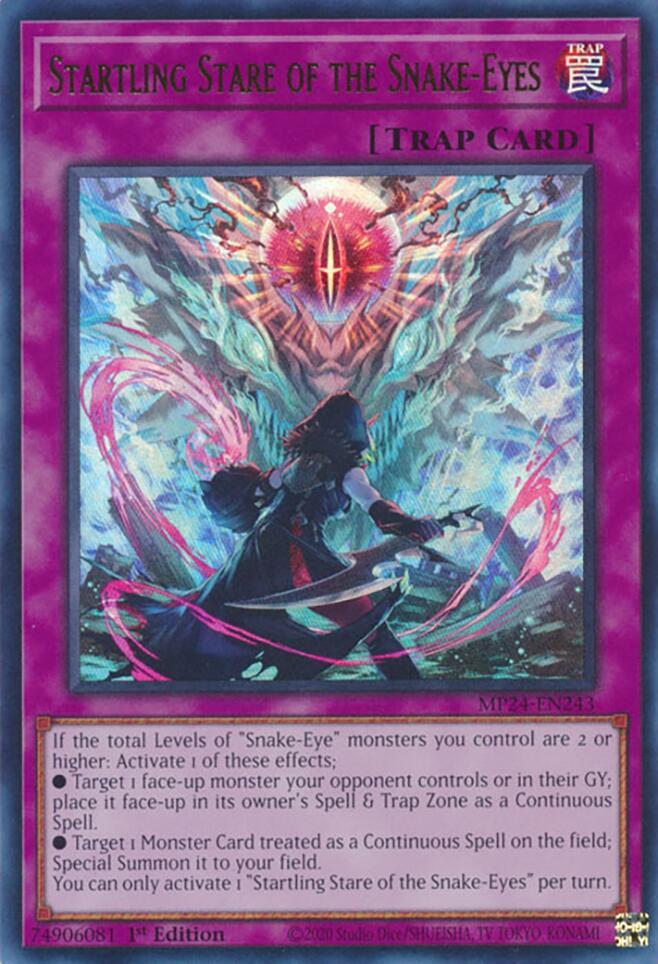 Startling Stare of the Snake-Eyes
TRAP
罠
[Trap Card]
MP24-EN243
If the total Levels of "Snake-Eye" monsters you control are 2 or
higher: Activate 1 of these effects;
● Target 1 face-up monster your opponent controls or in their GY;
place it face-up in its owner's Spell & Trap Zone as a Continuous
Spell.
● Target 1 Monster Card treated as a Continuous Spell on the field;
Special Summon it to your field.
You can only activate 1 "Startling Stare of the Snake-Eyes" per turn.
74906081 1st Edition ©2020 Studio Dice/SHUEISHA, TV TOKYO, KONAMI